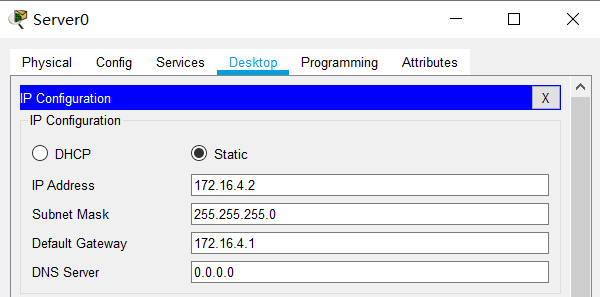 Server0
Physical Config Services Desktop Programming Attributes
IP Configuration X
IP Configuration
DHCP Static
IP Address 172.16.4.2
Subnet Mask 255.255.255.0
Default Gateway 172.16.4.1
DNS Server 0.0.0.0